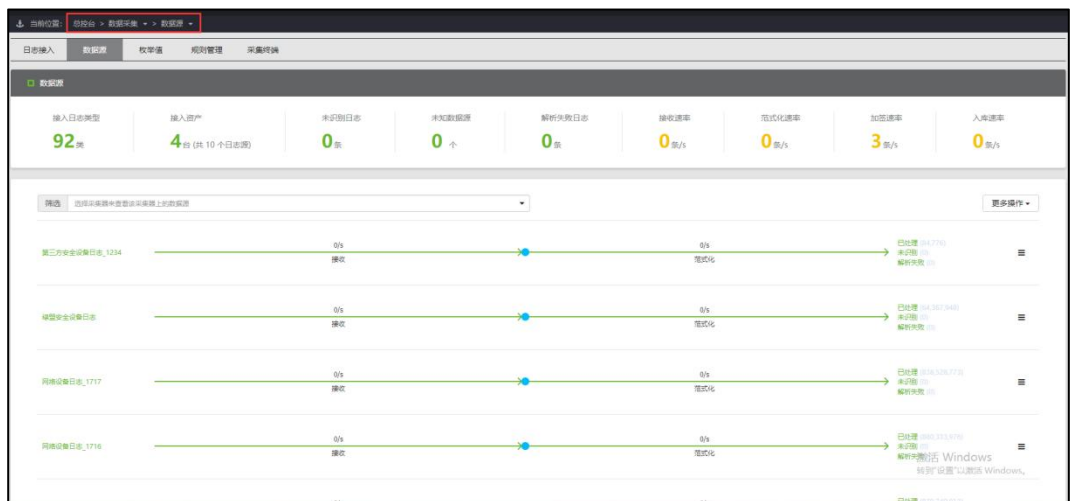 当前位置: 总控台 > 数据采集 > 数据源
日志接入 数据源 枚举值 规则管理 采集终端
数据源
接入日志类型 接入资产 未识别日志 未知数据源 解析失败日志 接收速率 范式化速率 加签速率 入库速率
92类 4台 (共 10 个日志源) 0条 0个 0条 0条/s 0条/s 3条/s 0条/s
筛选 选择采集器来查看该采集器上的数据源 更多操作
第三方安全设备日志_1234 0/s 接收 0/s 范式化 已处理 (64,776)
未识别 (0)
解析失败 (0)
绿盟安全设备日志 0/s 接收 0/s 范式化 已处理
未识别 (0)
解析失败 (0)
网络设备日志_1717 0/s 接收 0/s 范式化 已处理
未识别 (0)
解析失败 (0)
网络设备日志_1716 0/s 接收 0/s 范式化 已处理
未识别 (0)
解析失败
激活 Windows
转到"设置"以激活 Windows。